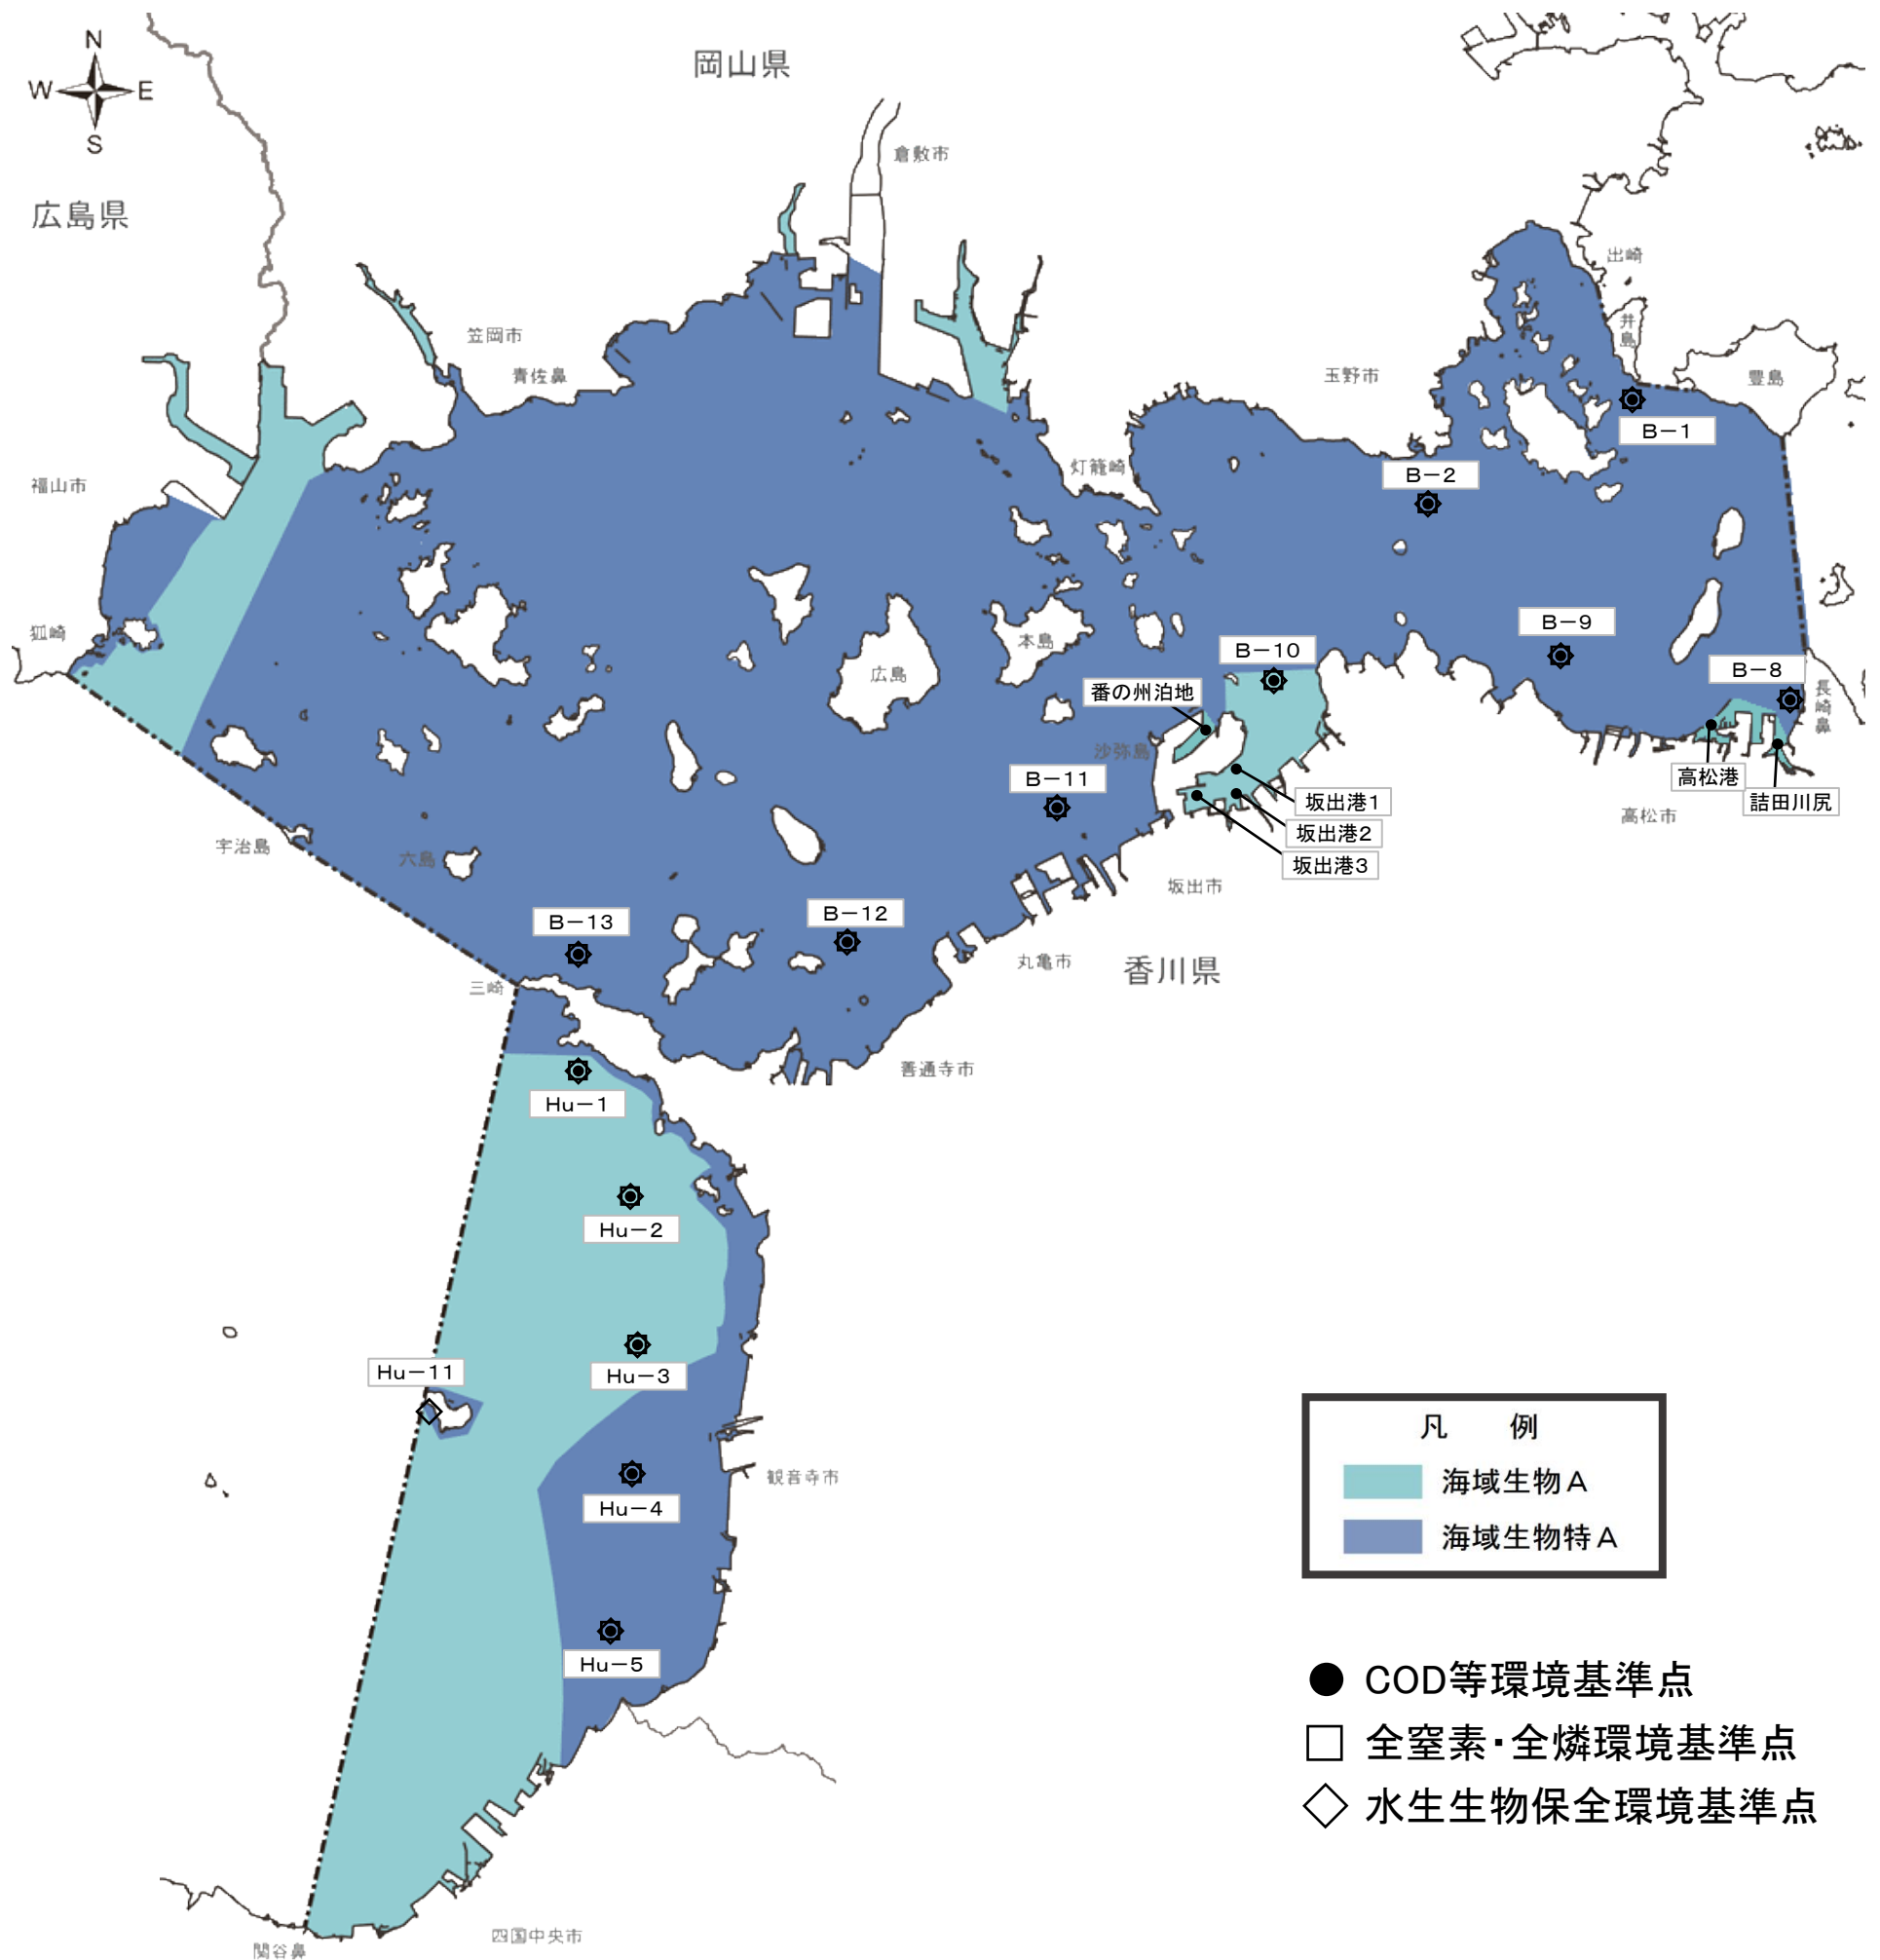 N
岡山県
W
E
S
倉敷市
広島県
出崎
井島
笠岡市
青佐鼻
玉野市
豊島
B－1
灯籠崎
B－2
福山市
B－9
狐崎
本島
B－10
B－8
広島
番の州泊地
長崎鼻
沙弥島
B－11
高松港
坂出港1
詰田川尻
高松市
坂出港2
宇治島
六島
坂出港3
坂出市
B－13
B－12
丸亀市
香川県
三崎
善通寺市
Hu－1
Hu－2
Hu－11
Hu－3
観音寺市
Hu－4
Hu－5
四国中央市
関谷鼻
凡　例
海域生物A
海域生物特A
COD等環境基準点
全窒素・全燐環境基準点
水生生物保全環境基準点